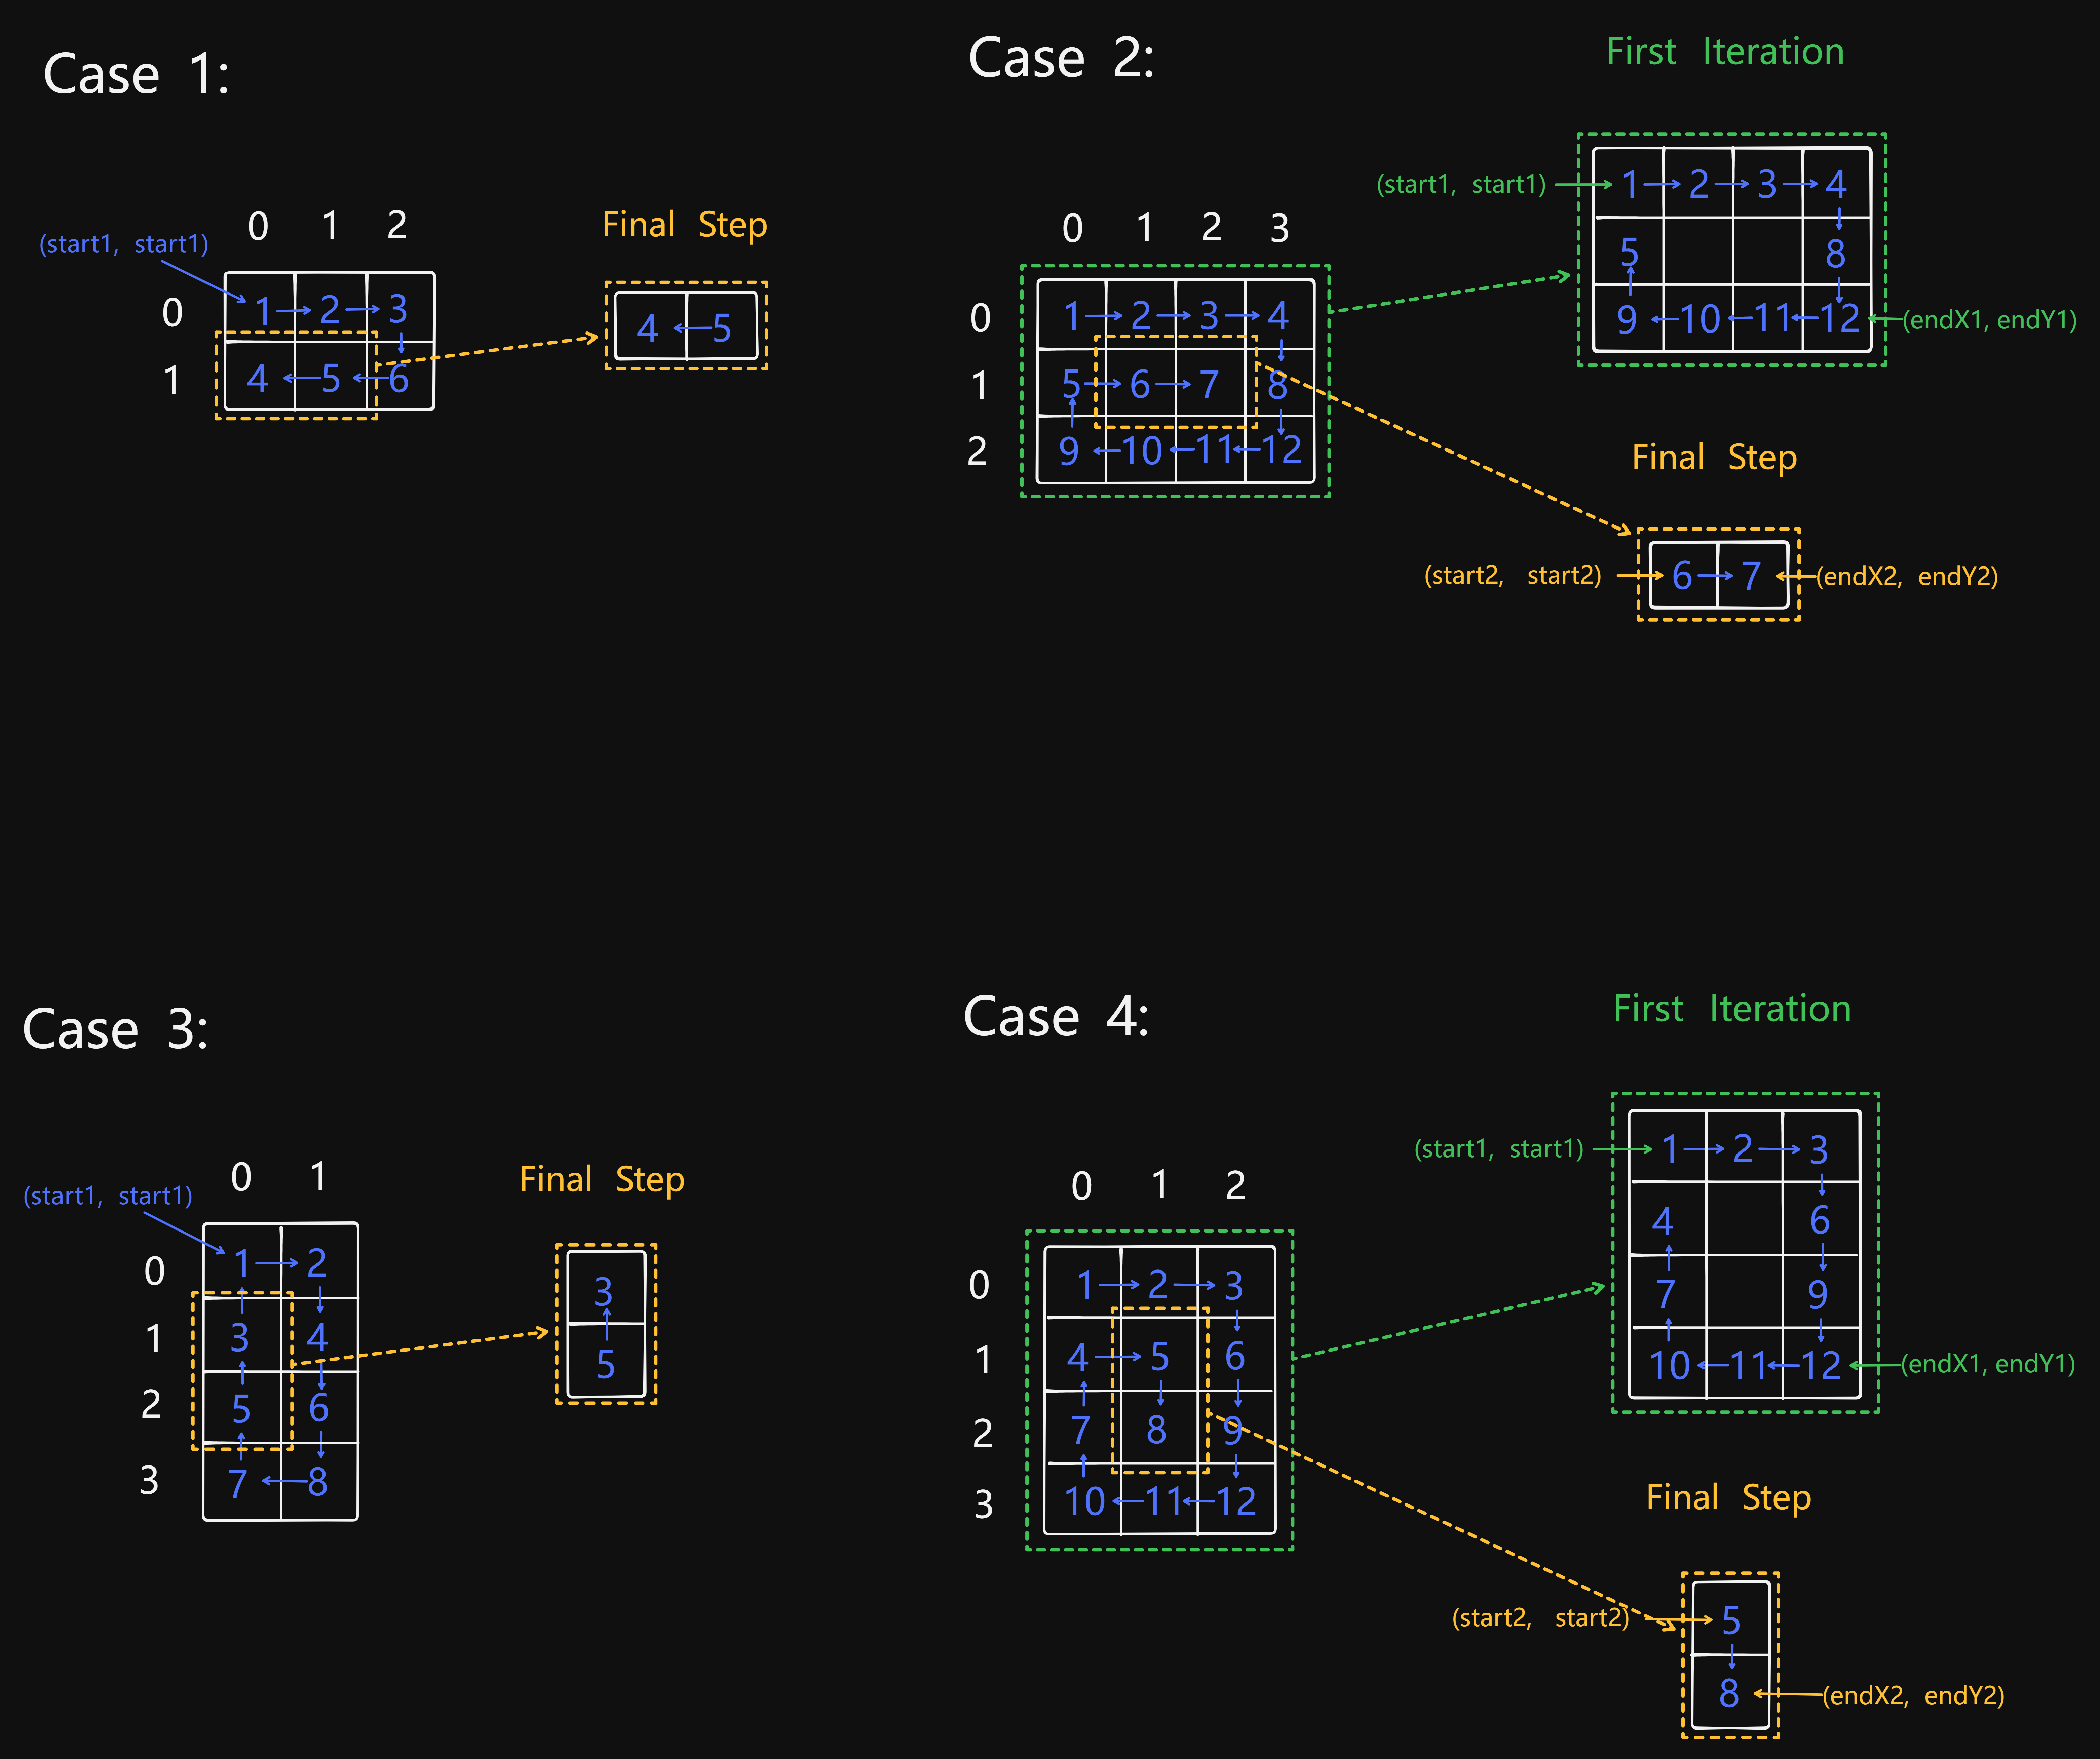 Case 1:
(start1, start1)
0 1 2
0
1 2 3
1
4 5 6
Final Step
4 5
Case 2:
0 1 2 3
0
1 2 3 4
1
5 6 7 8
2
9 10 11 12
First Iteration
(start1, start1)
1 2 3 4
5 8
9 10 11 12
(endX1, endY1)
Final Step
(start2, start2)
6 7
(endX2, endY2)
Case 3:
(start1, start1)
0 1
0
1 2
1
3 4
2
5 6
3
7 8
Final Step
3
5
Case 4:
0 1 2
0
1 2 3
1
4 5 6
2
7 8 9
3
10 11 12
First Iteration
(start1, start1)
1 2 3
4 6
7 9
10 11 12
(endX1, endY1)
Final Step
(start2, start2)
5
8
(endX2, endY2)